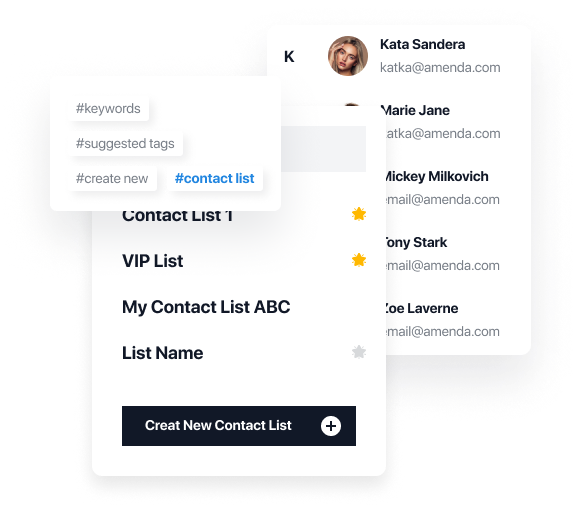 K
Kata Sandera
katka@amenda.com
Marie Jane
katka@amenda.com
Mickey Milkovich
email@amenda.com
Tony Stark
email@amenda.com
Zoe Laverne
email@amenda.com
#keywords
#suggested tags
#create new #contact list
Contact List 1
VIP List
My Contact List ABC
List Name
Creat New Contact List